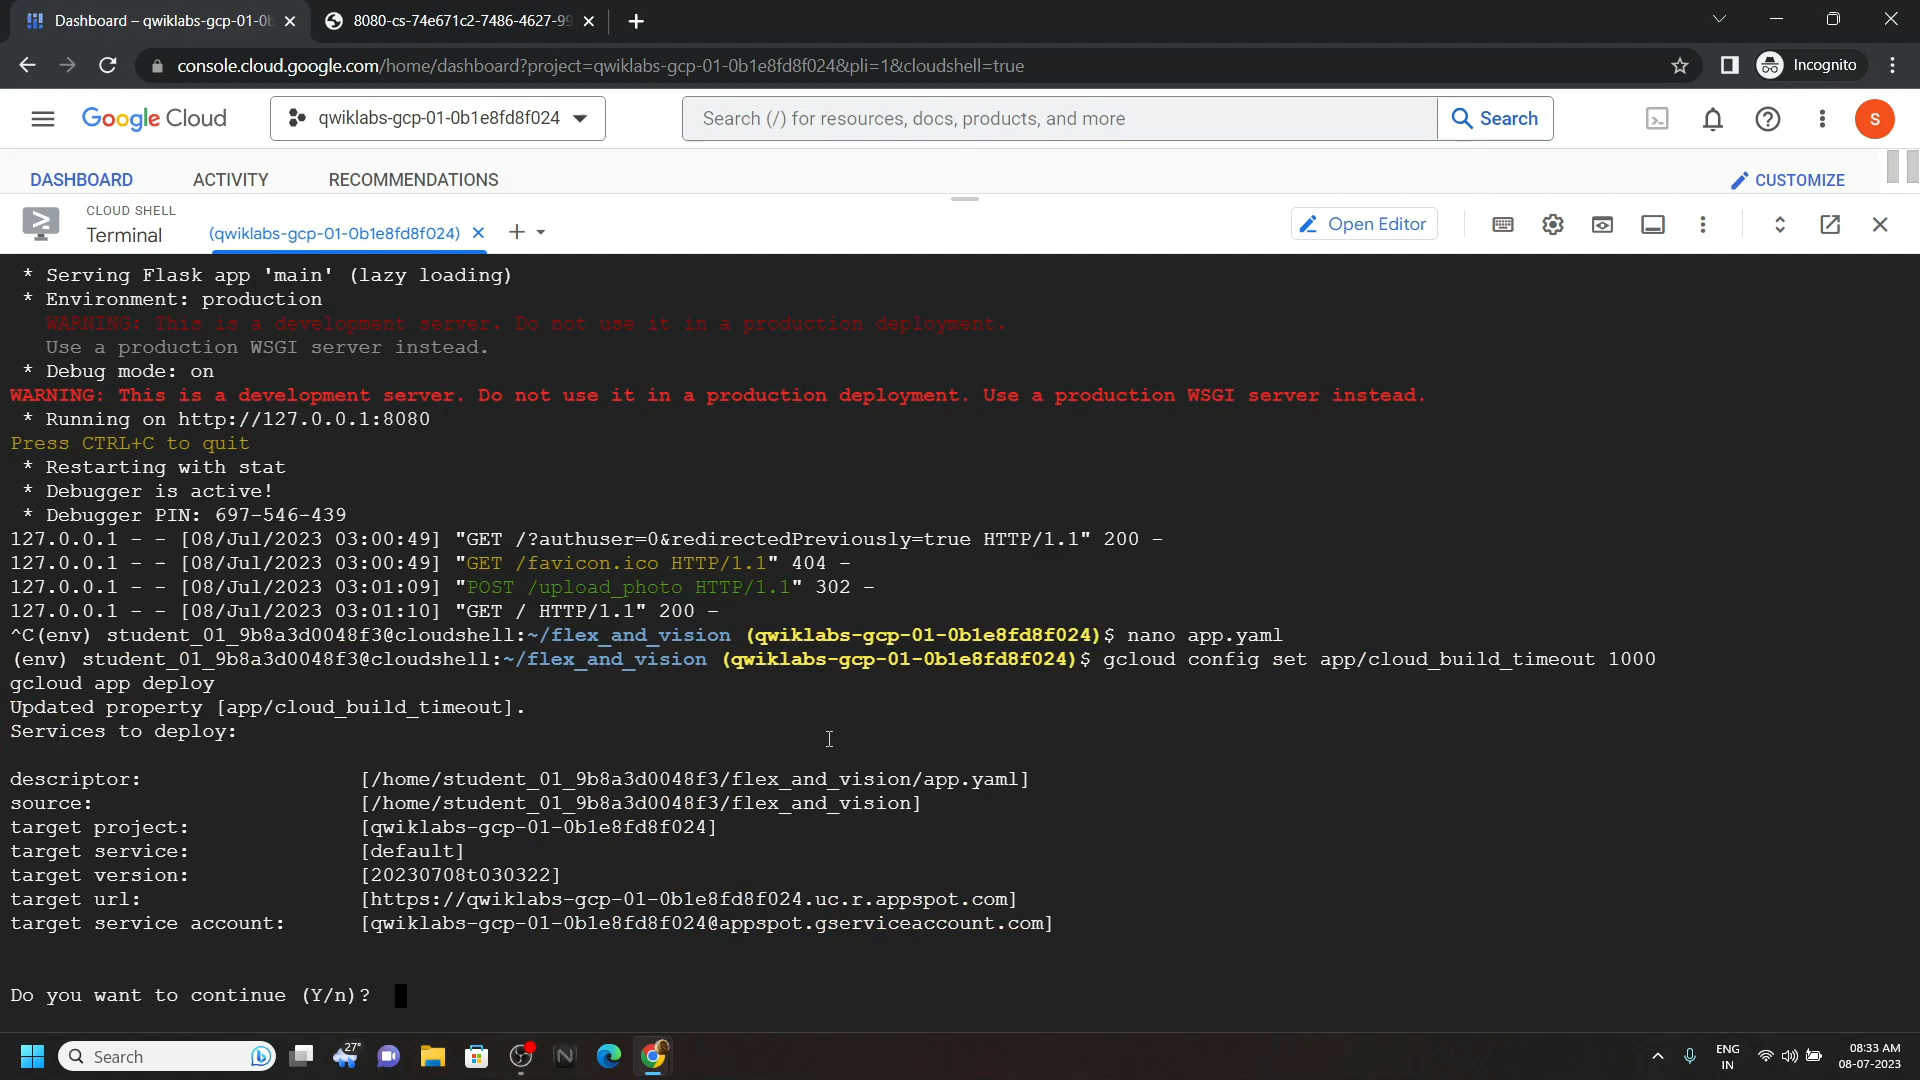 Dashboard – qwiklabs-gcp-01-0b
8080-cs-74e671c2-7486-4627-99
console.cloud.google.com/home/dashboard?project=qwiklabs-gcp-01-0b1e8fd8f024&pli=1&cloudshell=true
Incognito
Google Cloud
qwiklabs-gcp-01-0b1e8fd8f024
Search (/) for resources, docs, products, and more
Search
S
DASHBOARD
ACTIVITY
RECOMMENDATIONS
CUSTOMIZE
CLOUD SHELL
Terminal
(qwiklabs-gcp-01-0b1e8fd8f024)
Open Editor
* Serving Flask app 'main' (lazy loading)
* Environment: production
WARNING: This is a development server. Do not use it in a production deployment.
Use a production WSGI server instead.
* Debug mode: on
WARNING: This is a development server. Do not use it in a production deployment. Use a production WSGI server instead.
* Running on http://127.0.0.1:8080
Press CTRL+C to quit
* Restarting with stat
* Debugger is active!
* Debugger PIN: 697-546-439
127.0.0.1 - - [08/Jul/2023 03:00:49] "GET /?authuser=0&redirectedPreviously=true HTTP/1.1" 200 -
127.0.0.1 - - [08/Jul/2023 03:00:49] "GET /favicon.ico HTTP/1.1" 404 -
127.0.0.1 - - [08/Jul/2023 03:01:09] "POST /upload_photo HTTP/1.1" 302 -
127.0.0.1 - - [08/Jul/2023 03:01:10] "GET / HTTP/1.1" 200 -
^C(env) student_01_9b8a3d0048f3@cloudshell:~/flex_and_vision (qwiklabs-gcp-01-0b1e8fd8f024)$ nano app.yaml
(env) student_01_9b8a3d0048f3@cloudshell:~/flex_and_vision (qwiklabs-gcp-01-0b1e8fd8f024)$ gcloud config set app/cloud_build_timeout 1000
gcloud app deploy
Updated property [app/cloud_build_timeout].
Services to deploy:
descriptor: [/home/student_01_9b8a3d0048f3/flex_and_vision/app.yaml]
source: [/home/student_01_9b8a3d0048f3/flex_and_vision]
target project: [qwiklabs-gcp-01-0b1e8fd8f024]
target service: [default]
target version: [20230708t030322]
target url: [https://qwiklabs-gcp-01-0b1e8fd8f024.uc.r.appspot.com]
target service account: [qwiklabs-gcp-01-0b1e8fd8f024@appspot.gserviceaccount.com]
Do you want to continue (Y/n)?
Search
27°
ENG
IN
08:33 AM
08-07-2023